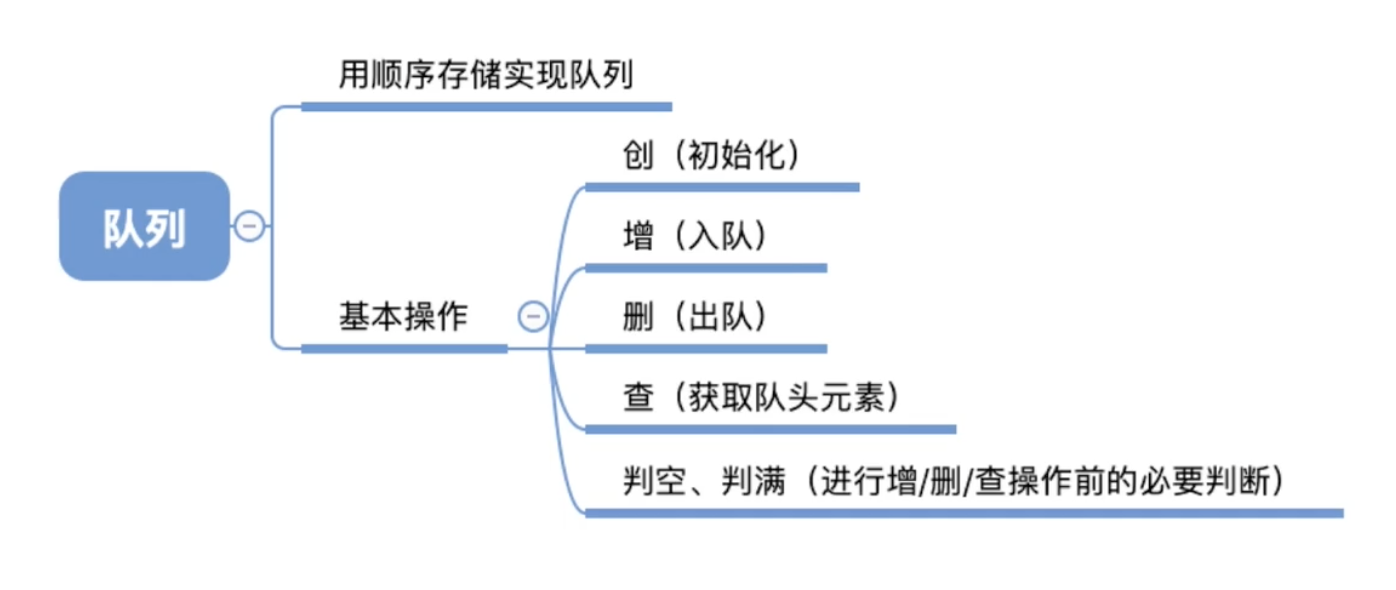 队列
用顺序存储实现队列
基本操作
创（初始化）
增（入队）
删（出队）
查（获取队头元素）
判空、判满（进行增/删/查操作前的必要判断）